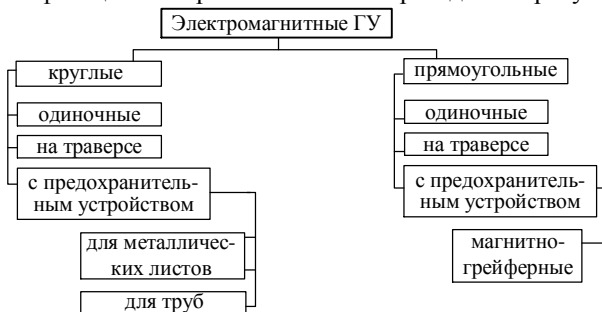 Электромагнитные ГУ
круглые
прямоугольные
одиночные
одиночные
на траверсе
на траверсе
с предохранитель-
ным устройством
с предохранитель-
ным устройством
для металличес-
ких листов
магнитно-
грейферные
для труб